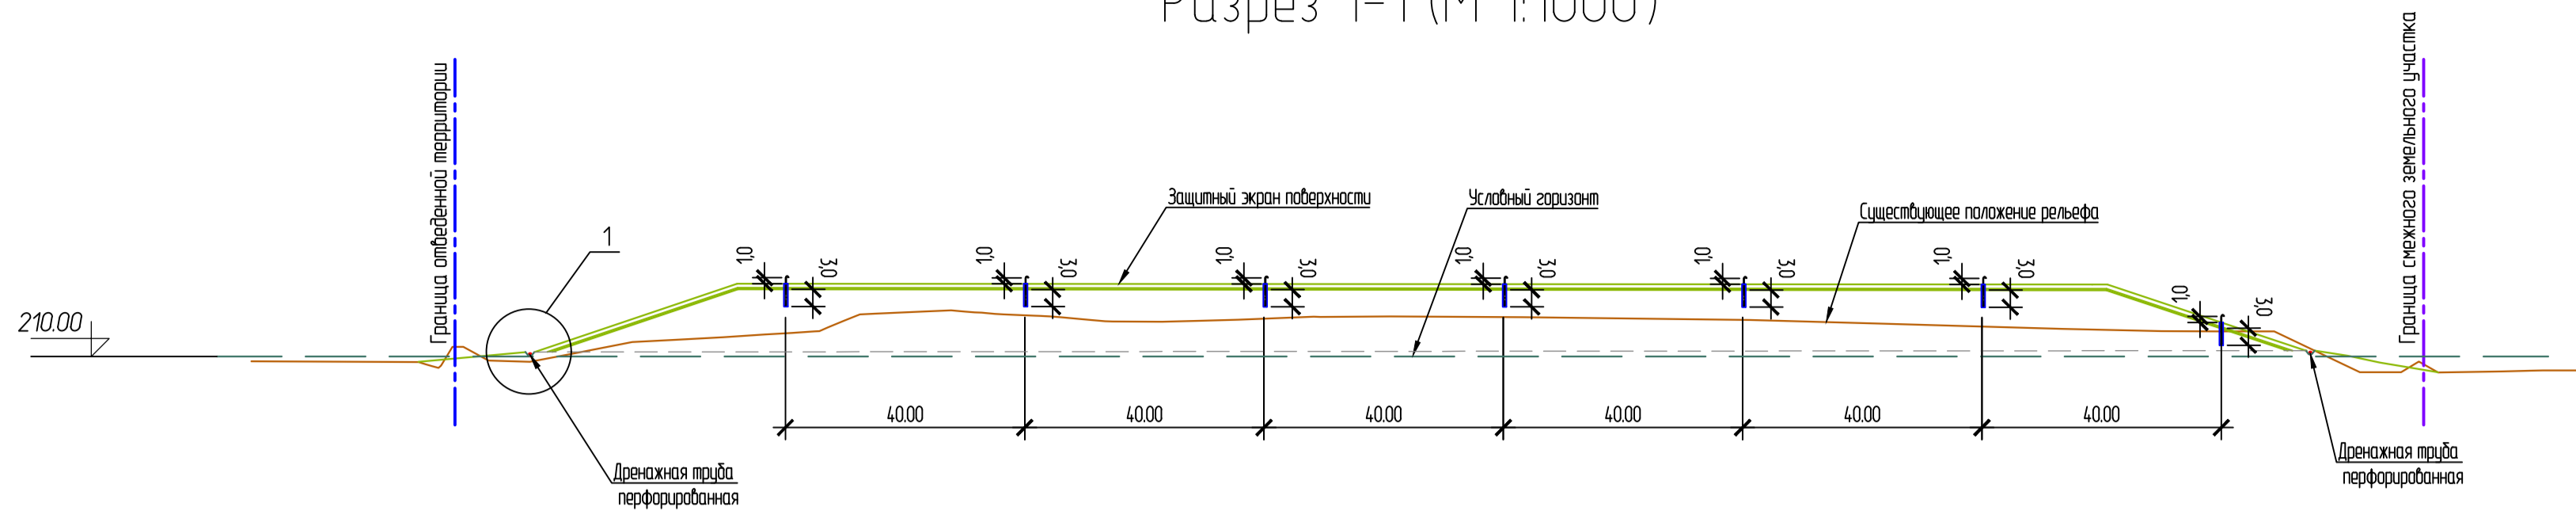 Разрез 1-1 (М 1:1000)
Граница отведенной территории
Граница смежного земельного участка
Защитный экран поверхности
Условный горизонт
Существующее положение рельефа
1
1,0
3,0
1,0
3,0
1,0
3,0
1,0
3,0
1,0
3,0
1,0
3,0
1,0
3,0
210.00
40.00
40.00
40.00
40.00
40.00
40.00
Дренажная труба
перфорированная
Дренажная труба
перфорированная